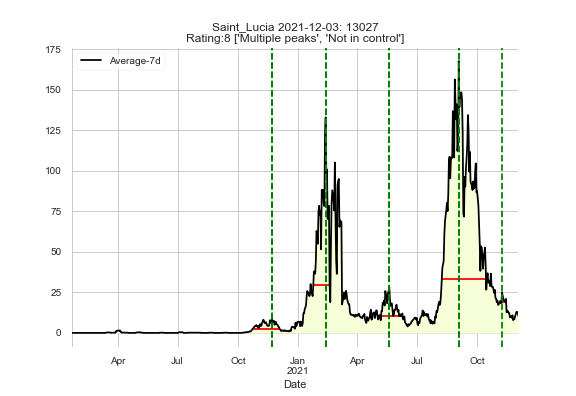 Saint_Lucia 2021-12-03: 13027
Rating:8 ['Multiple peaks', 'Not in control']
Average-7d
175
150
125
100
75
50
25
0
Apr Jul Oct Jan Apr Jul Oct
2021
Date